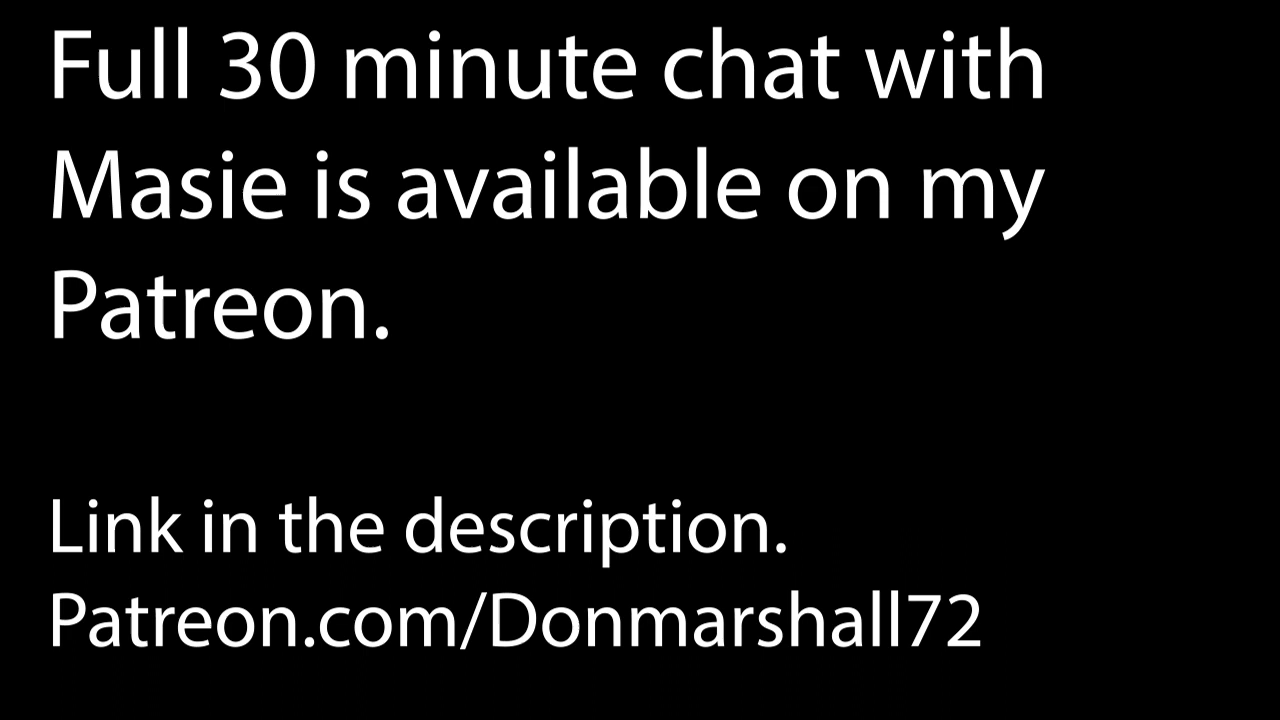 Full 30 minute chat with
Masie is available on my
Patreon.
Link in the description.
Patreon.com/Donmarshall72